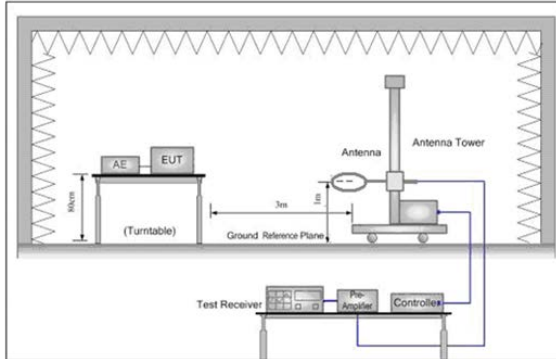 Antenna
Antenna Tower
AE
EUT
80cm
(Turntable)
3m
1m
Ground Reference Plane
Test Receiver
Pre-
Amplifier
Controller